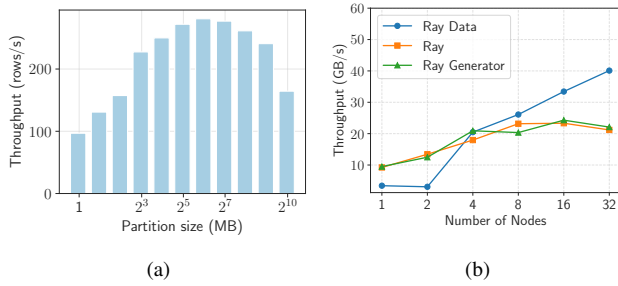 Throughput (rows/s)
200
100
0
1
2^3
2^5
2^7
2^10
Partition size (MB)
(a)
Throughput (GB/s)
60
50
40
30
20
10
Ray Data
Ray
Ray Generator
1
2
4
8
16
32
Number of Nodes
(b)